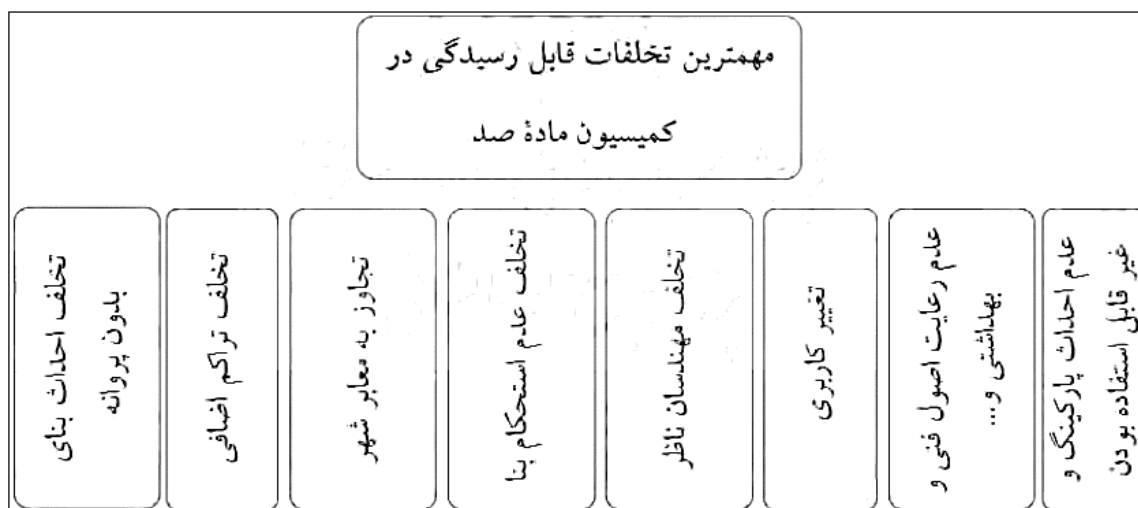 مهمترین تخلفات قابل رسیدگی در
کمیسیون مادۀ صد
عدم احداث پارکینگ و
غیر قابل استفاده بودن
عدم رعایت اصول فنی و
بهداشتی و...
تغییر کاربری
تخلف مهندسان ناظر
تخلف عدم استحکام بنا
تجاوز به معابر شهر
تخلف تراکم اضافی
تخلف احداث بنای
بدون پروانه